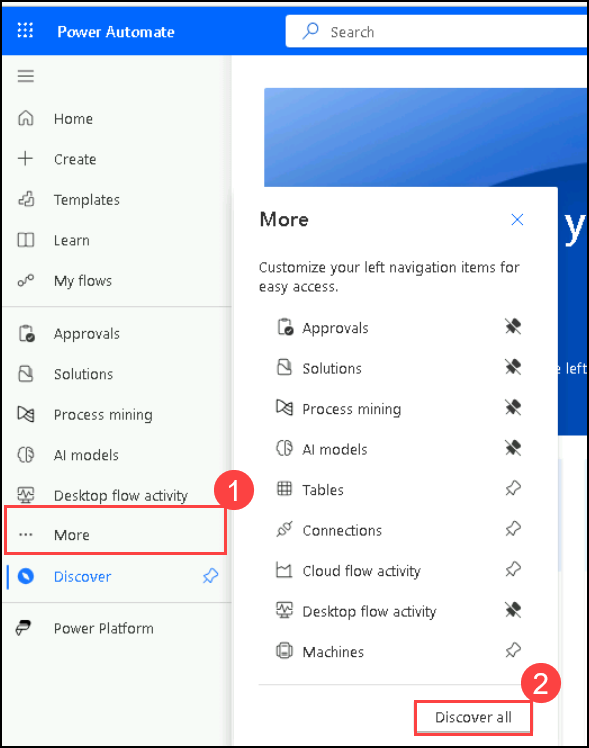 Power Automate
Search
Home
Create
Templates
Learn
My flows
Approvals
Solutions
Process mining
AI models
Desktop flow activity
1
More
Discover
Power Platform
y
More
Customize your left navigation items for
easy access.
Approvals
Solutions
left
Process mining
AI models
Tables
Connections
Cloud flow activity
Desktop flow activity
Machines
2
Discover all